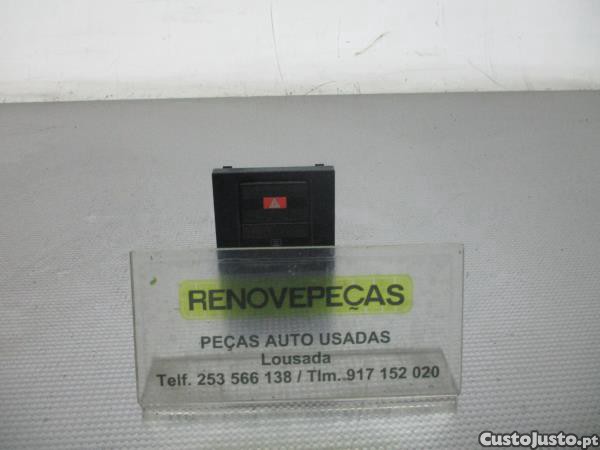 RENOVEPEÇAS
PEÇAS AUTO USADAS
Lousada
Telf. 253 566 138 / Tlm. 917 152 020
CustoJusto.pt